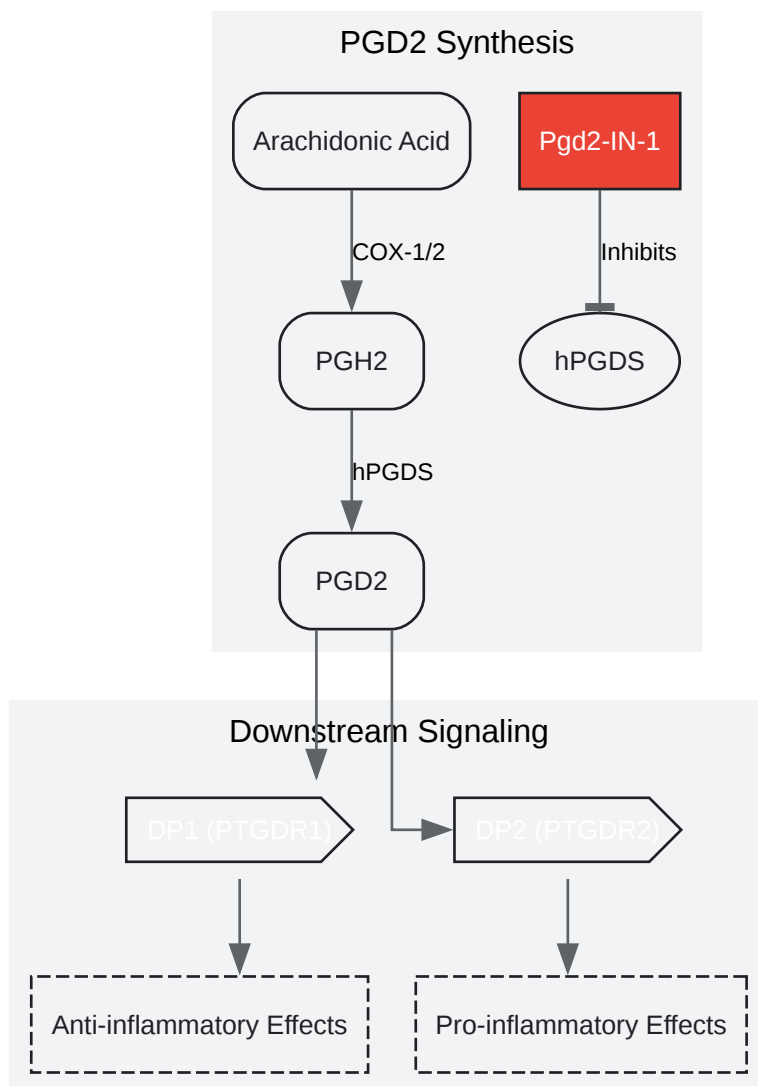 PGD2 Synthesis
Arachidonic Acid
Pgd2-IN-1
COX-1/2
Inhibits
PGH2
hPGDS
hPGDS
PGD2
Downstream Signaling
DP1 (PTGDR1)
DP2 (PTGDR2)
Anti-inflammatory Effects
Pro-inflammatory Effects